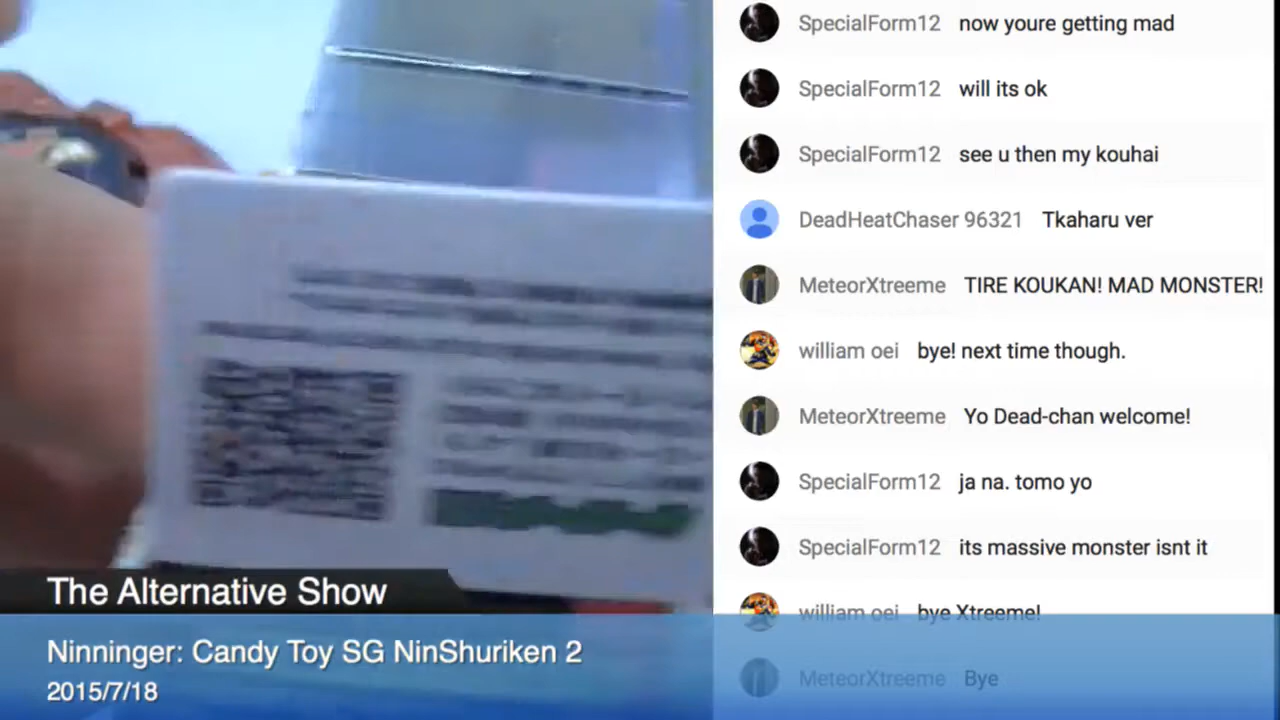 SpecialForm12 now youre getting mad
SpecialForm12 will its ok
SpecialForm12 see u then my kouhai
DeadHeatChaser 96321 Tkaharu ver
MeteorXtreeme TIRE KOUKAN! MAD MONSTER!
william oei bye! next time though.
MeteorXtreeme Yo Dead-chan welcome!
SpecialForm12 ja na. tomo yo
SpecialForm12 its massive monster isnt it
william oei bye Xtreeme!
MeteorXtreeme Bye
The Alternative Show
Ninninger: Candy Toy SG NinShuriken 2
2015/7/18